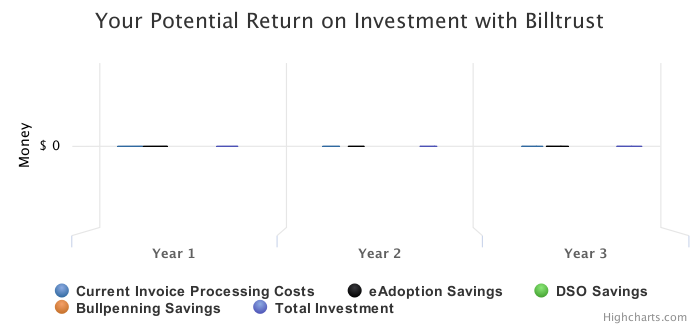 Your Potential Return on Investment with Billtrust
Money
$ 0
Year 1 Year 2 Year 3
Current Invoice Processing Costs eAdoption Savings DSO Savings
Bullpenning Savings Total Investment
Highcharts.com